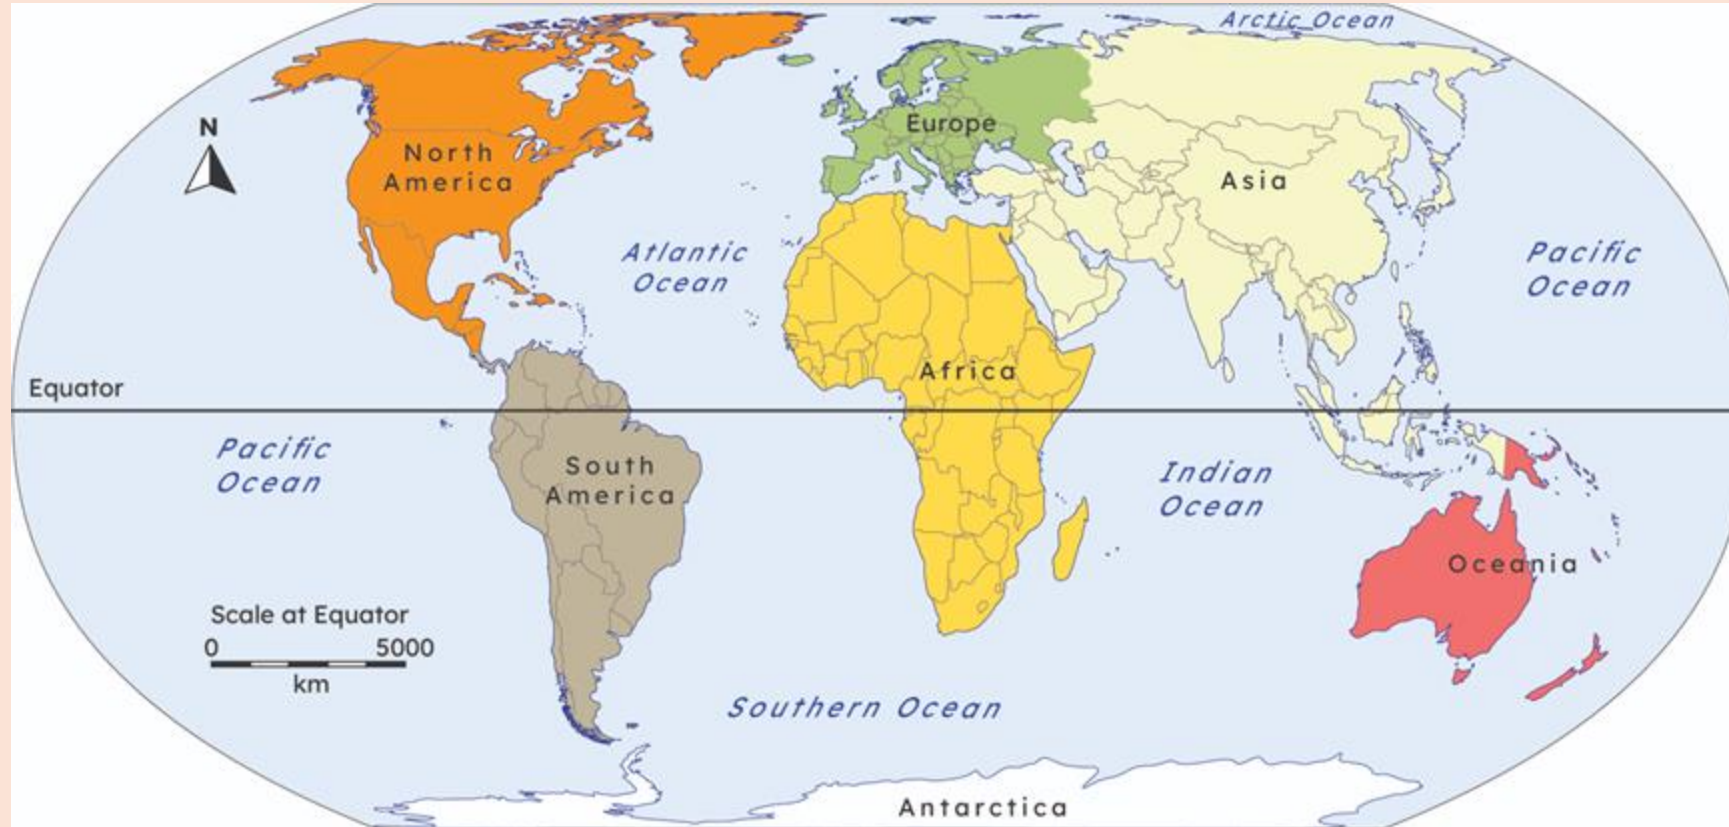 Arctic Ocean
N
North
America
Europe
Asia
Atlantic
Ocean
Pacific
Ocean
Africa
Equator
Pacific
Ocean
South
America
Indian
Ocean
Oceania
Scale at Equator
0 5000
km
Southern Ocean
Antarctica